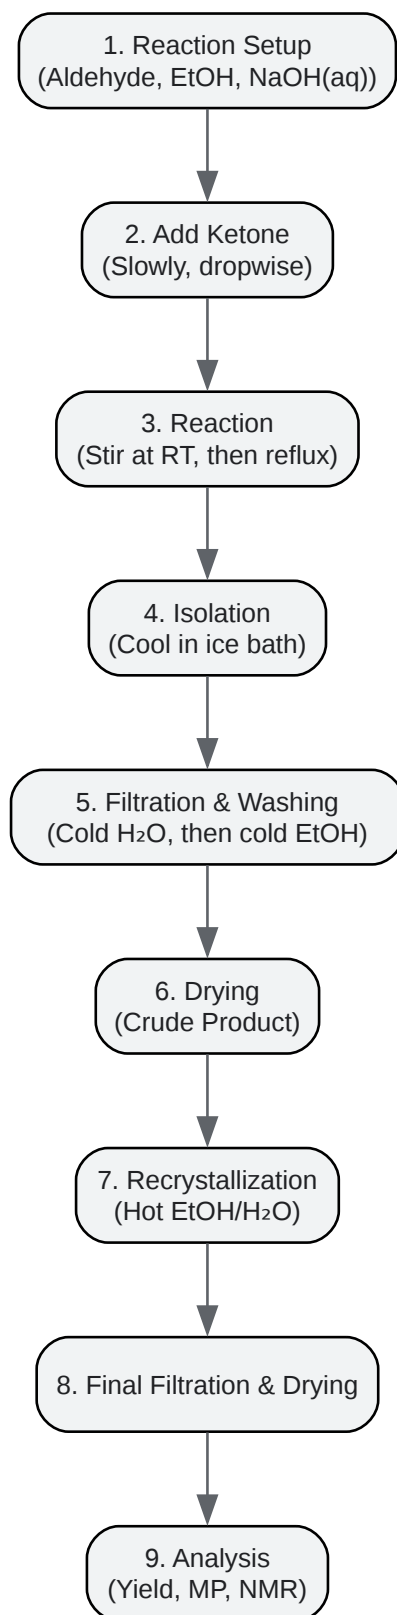 1. Reaction Setup
(Aldehyde, EtOH, NaOH(aq))
2. Add Ketone
(Slowly, dropwise)
3. Reaction
(Stir at RT, then reflux)
4. Isolation
(Cool in ice bath)
5. Filtration & Washing
(Cold H₂O, then cold EtOH)
6. Drying
(Crude Product)
7. Recrystallization
(Hot EtOH/H₂O)
8. Final Filtration & Drying
9. Analysis
(Yield, MP, NMR)